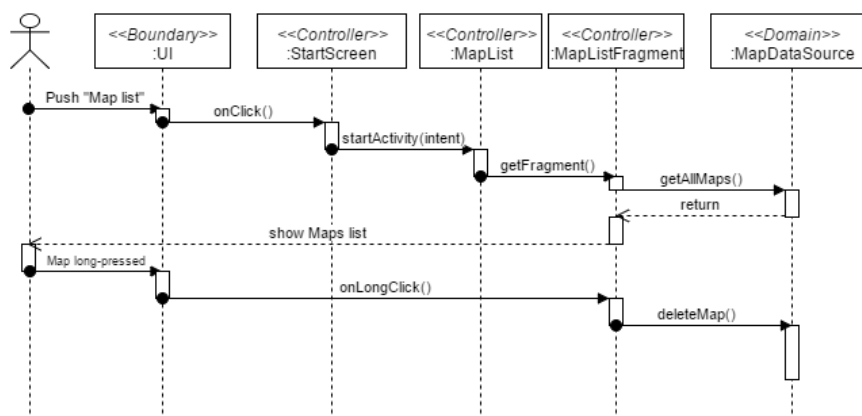 <<Boundary>>
:UI
<<Controller>>
:StartScreen
<<Controller>>
:MapList
<<Controller>>
:MapListFragment
<<Domain>>
:MapDataSource
Push "Map list"
onClick()
startActivity(intent)
getFragment()
getAllMaps()
return
show Maps list
Map long-pressed
onLongClick()
deleteMap()